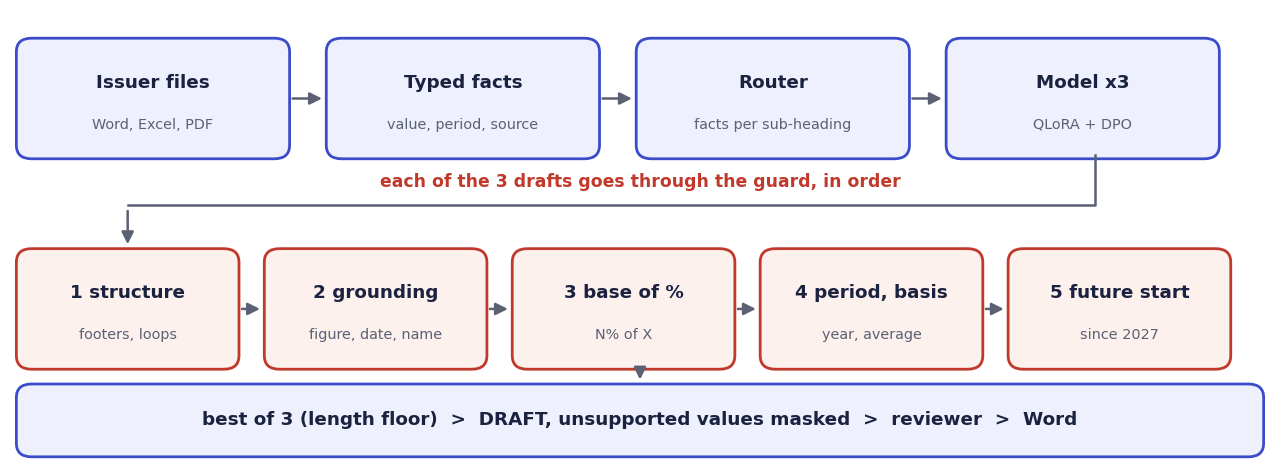 Issuer files
Word, Excel, PDF
Typed facts
value, period, source
Router
facts per sub-heading
Model x3
QLoRA + DPO
each of the 3 drafts goes through the guard, in order
1 structure
footers, loops
2 grounding
figure, date, name
3 base of %
N% of X
4 period, basis
year, average
5 future start
since 2027
best of 3 (length floor) > DRAFT, unsupported values masked > reviewer > Word